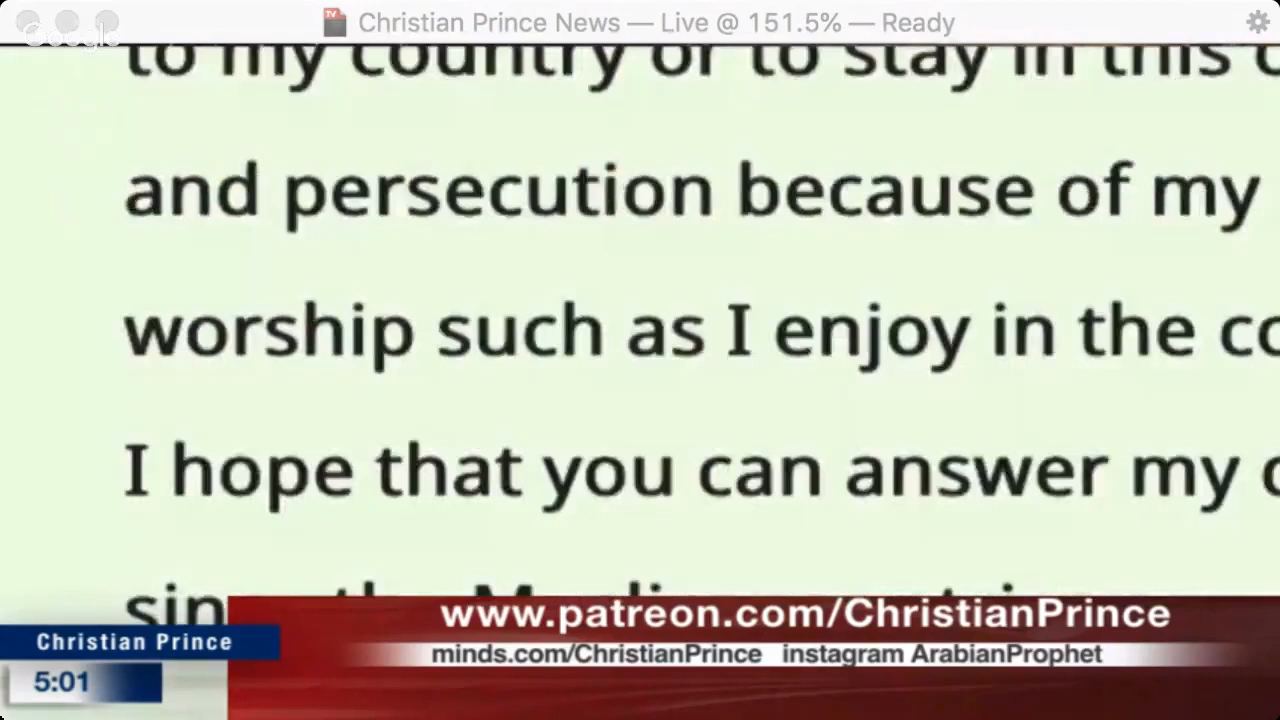 Christian Prince News — Live @ 151.5% — Ready
Google
to my country or to stay in this
and persecution because of my
worship such as I enjoy in the
I hope that you can answer my
www.patreon.com/ChristianPrince
Christian Prince
minds.com/ChristianPrince instagram ArabianProphet
5:01